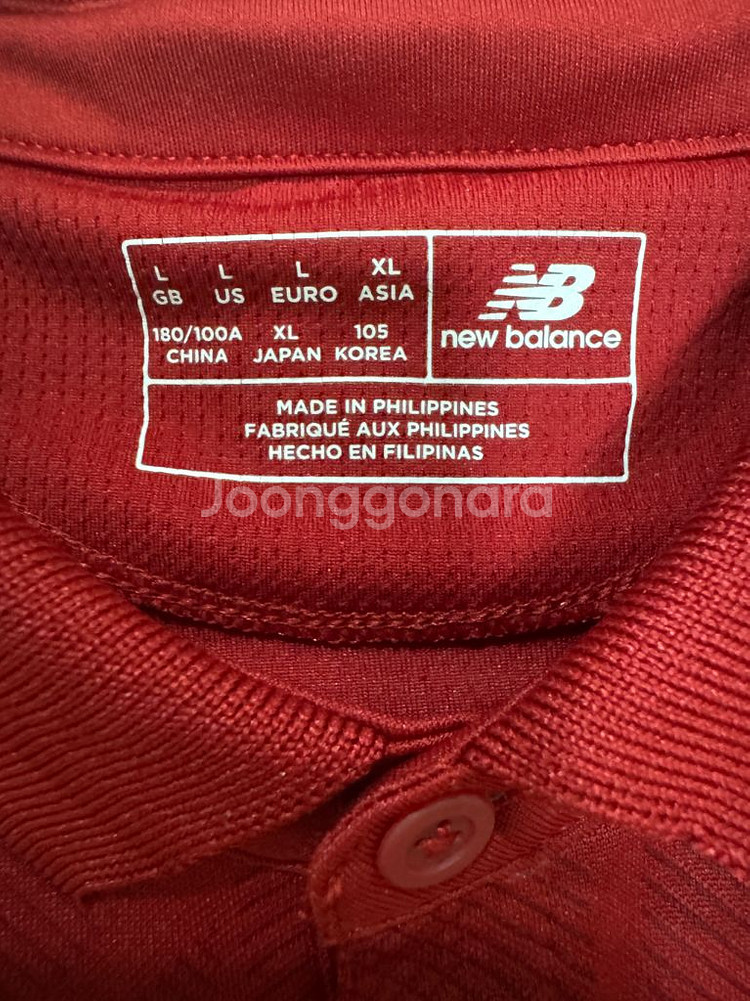 L L L XL
GB US EURO ASIA
180/100A XL 105
CHINA JAPAN KOREA
NB
new balance
MADE IN PHILIPPINES
FABRIQUÉ AUX PHILIPPINES
HECHO EN FILIPINAS
Joonggonara